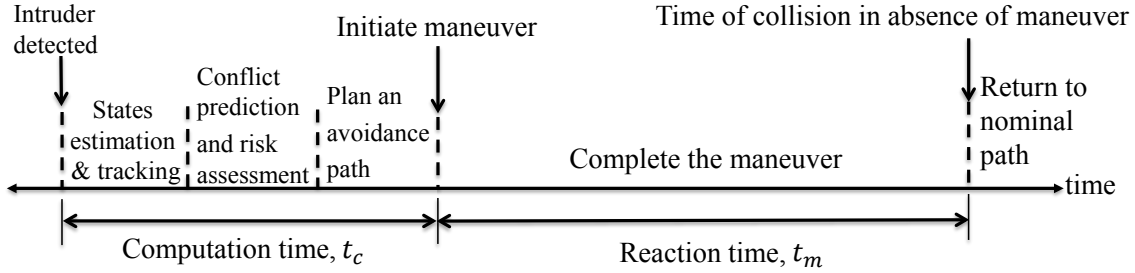 Intruder
detected
Initiate maneuver
Time of collision in absence of maneuver
States
estimation
& tracking
Conflict
prediction
and risk
assessment
Plan an
avoidance
path
Complete the maneuver
Return to
nominal
path
time
Computation time, t_c
Reaction time, t_m